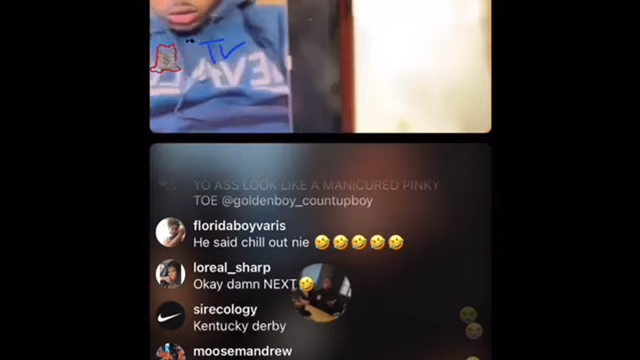 TV
YO ASS LOOK LIKE A MANICURED PINKY
TOE @goldenboy_countupboy
floridaboyvaris
He said chill out nie 🤣🤣🤣🤣🤣
loreal_sharp
Okay damn NEXT🤣
sirecology
Kentucky derby
moosemandrew